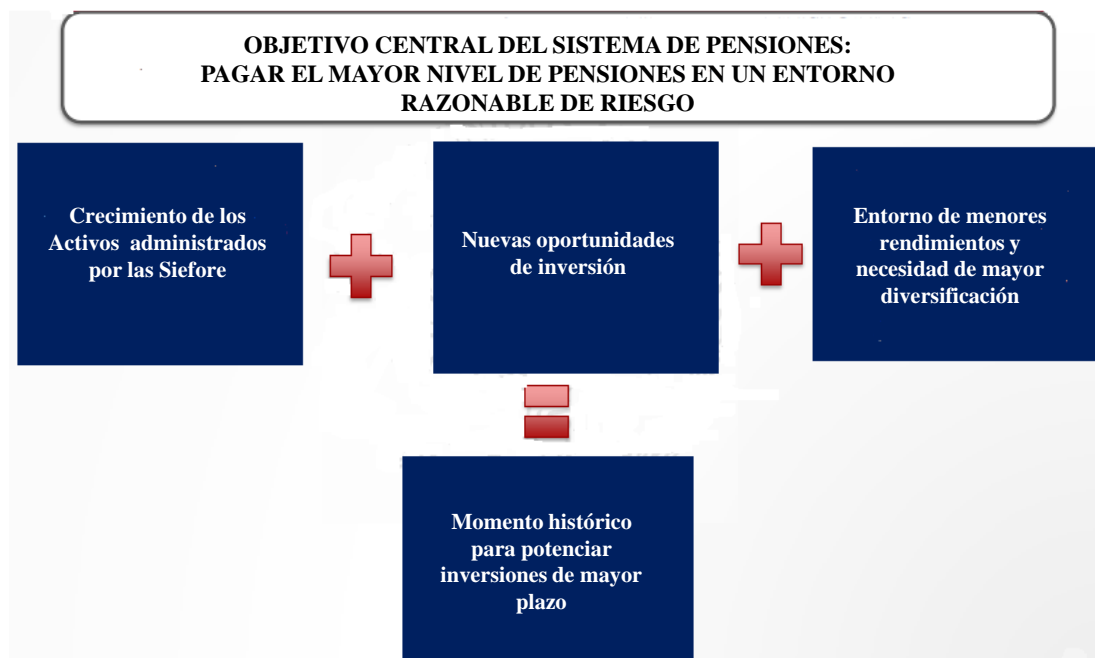 OBJETIVO CENTRAL DEL SISTEMA DE PENSIONES:
PAGAR EL MAYOR NIVEL DE PENSIONES EN UN ENTORNO
RAZONABLE DE RIESGO
Crecimiento de los
Activos administrados
por las Siefore
Nuevas oportunidades
de inversión
Entorno de menores
rendimientos y
necesidad de mayor
diversificación
Momento histórico
para potenciar
inversiones de mayor
plazo